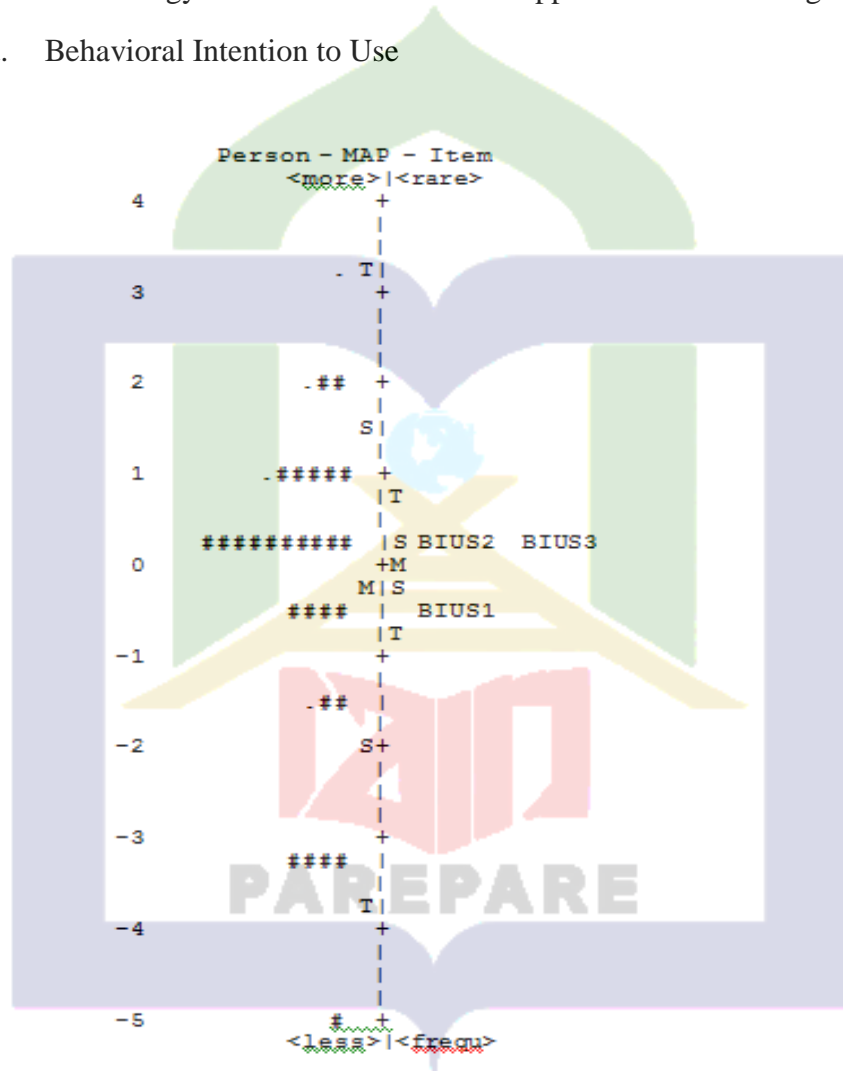 . Behavioral Intention to Use
Person - MAP - Item
<more>|<rare>
4 +
|
|
. T|
3 +
|
|
|
2 .## +
|
S|
|
1 .##### +
|T
|
########## |S BIUS2 BIUS3
0 +M
M|S
#### | BIUS1
|T
-1 +
|
.## |
|
-2 S+
|
|
|
-3 +
#### |
|
T|
-4 +
|
|
|
-5 # +
<less>|<frequ>
PAREPARE